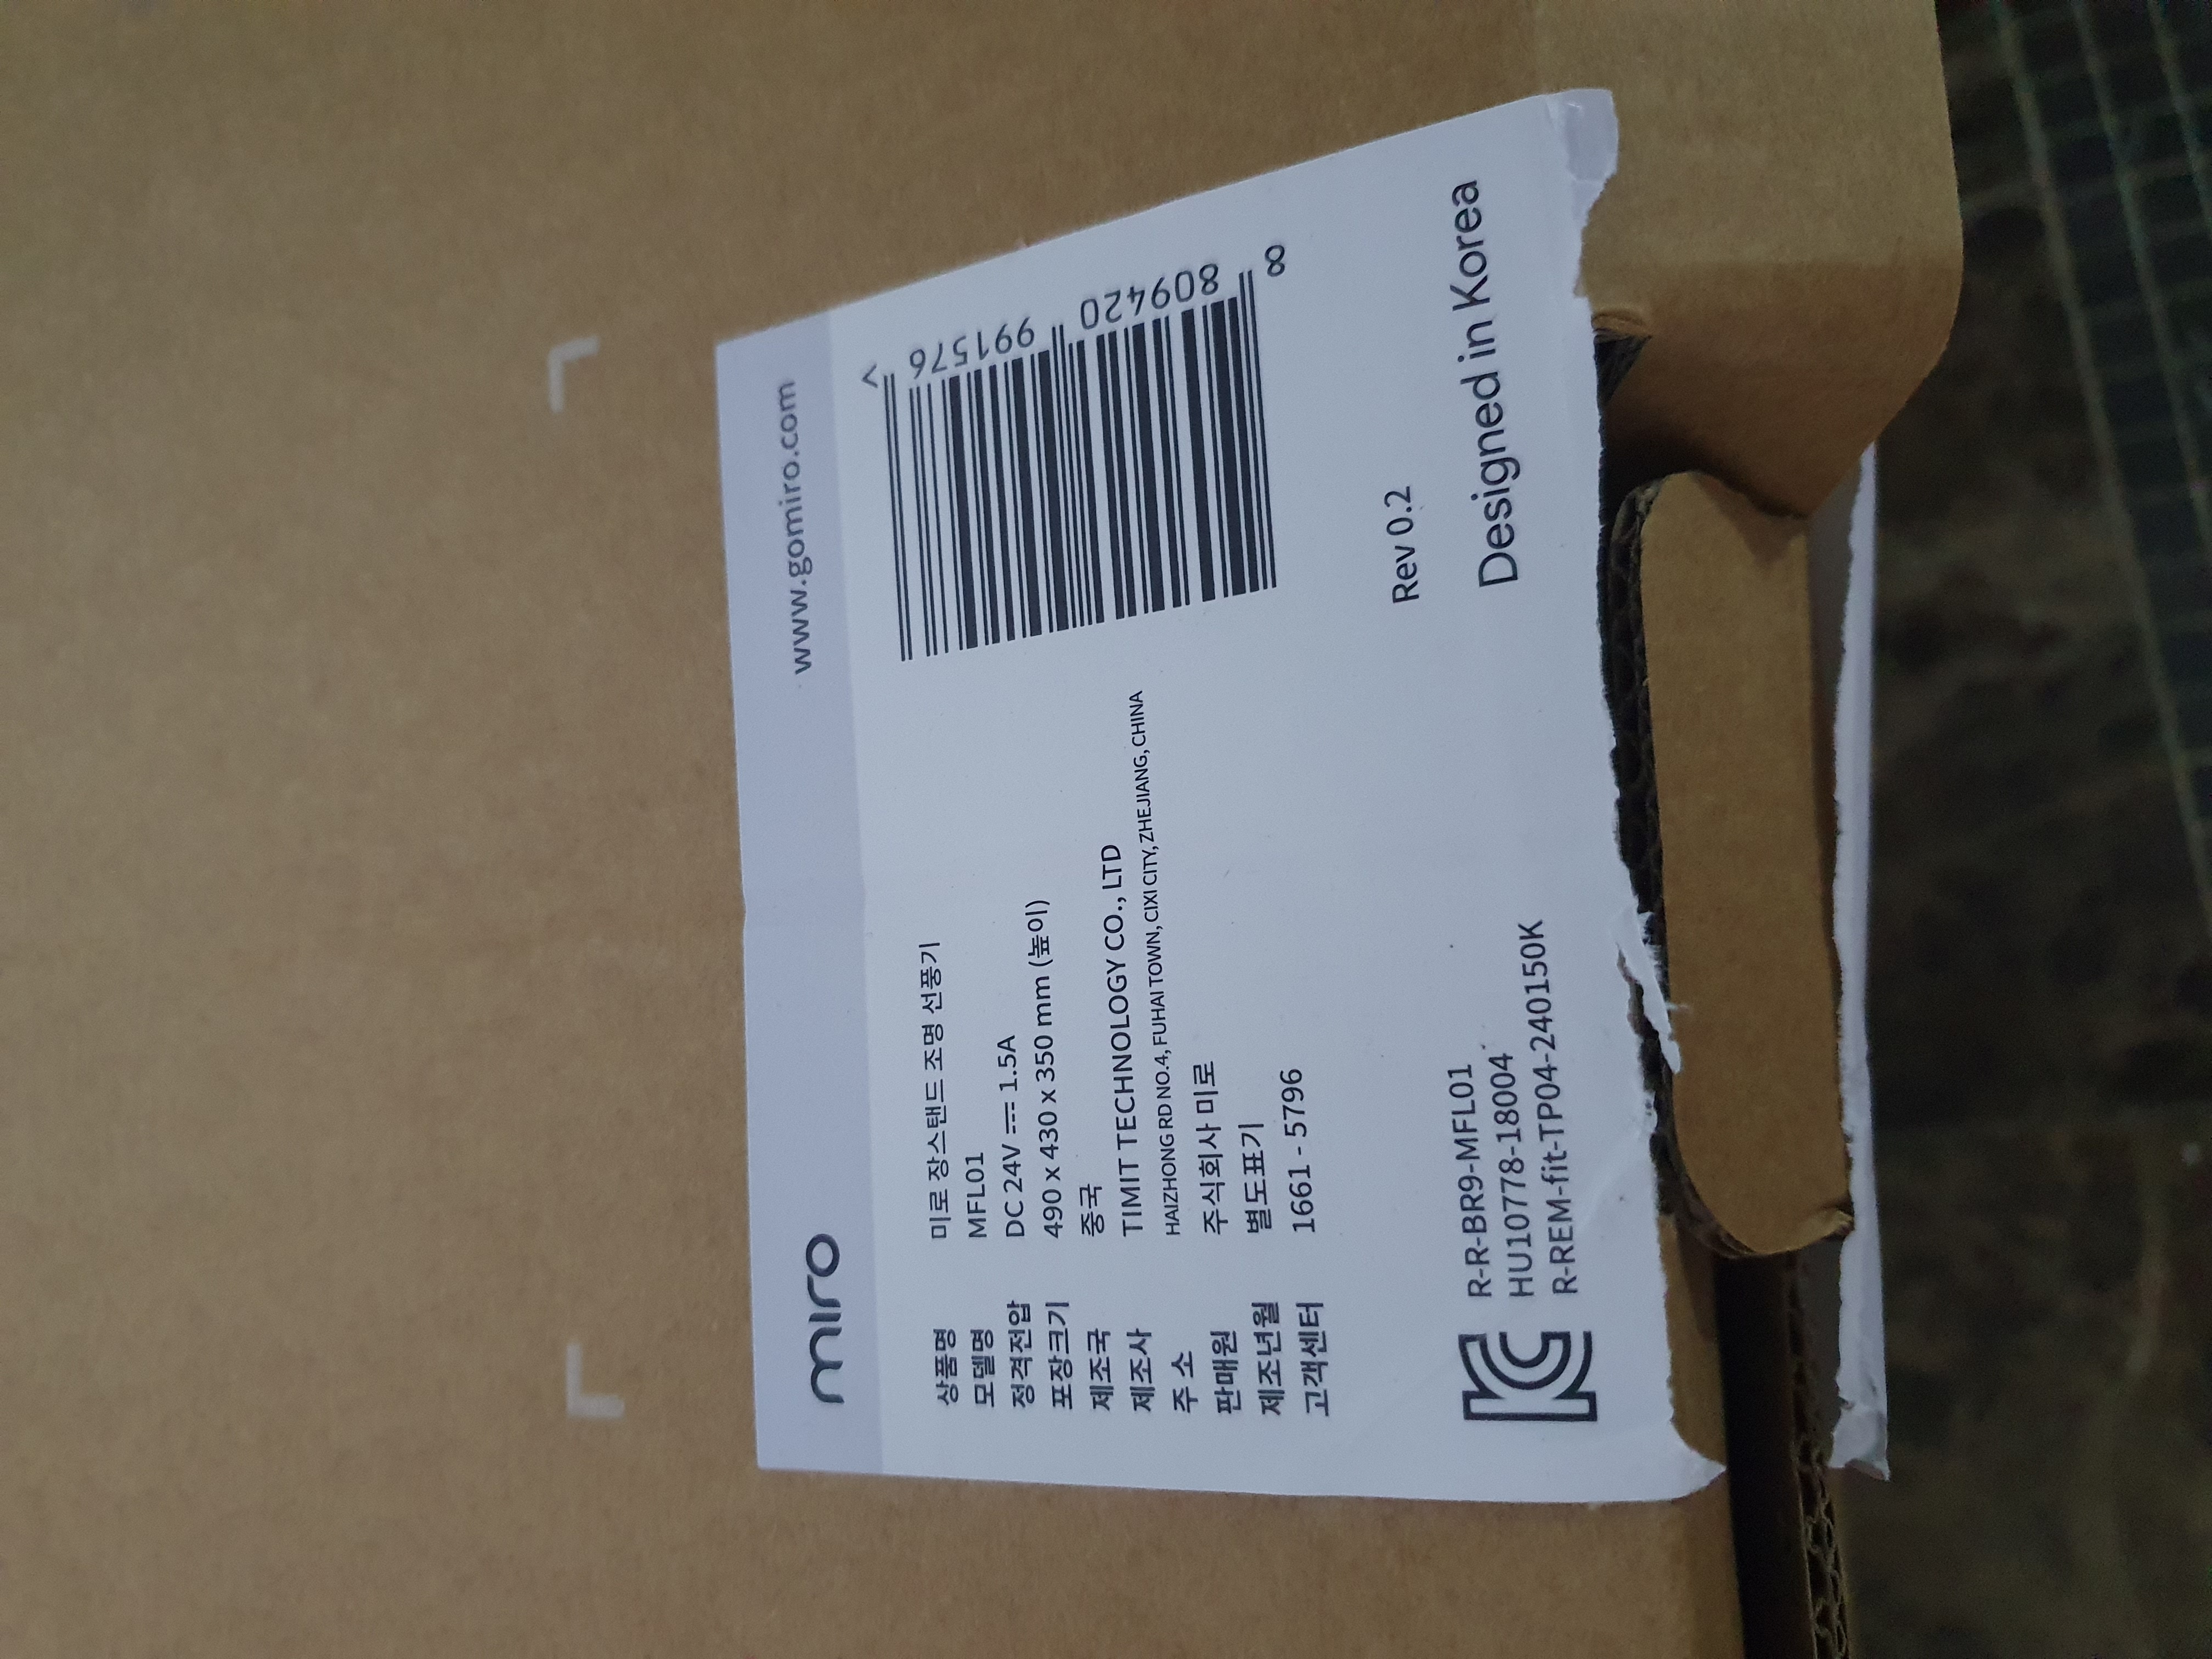 miro
www.gomiro.com
상품명 미로 장스탠드 조명 선풍기
모델명 MFL01
정격전압 DC 24V ⎓ 1.5A
포장크기 490 x 430 x 350 mm (높이)
제조국 중국
제조사 TIMIT TECHNOLOGY CO., LTD
주 소 HAIZHONG RD NO.4, FUHAI TOWN, CIXI CITY, ZHEJIANG, CHINA
판매원 주식회사 미로
제조년월 별도표기
고객센터 1661 - 5796
8 809420 991576 >
Rev 0.2
R-R-BR9-MFL01
HU10778-18004
R-REM-fit-TP04-240150K
Designed in Korea